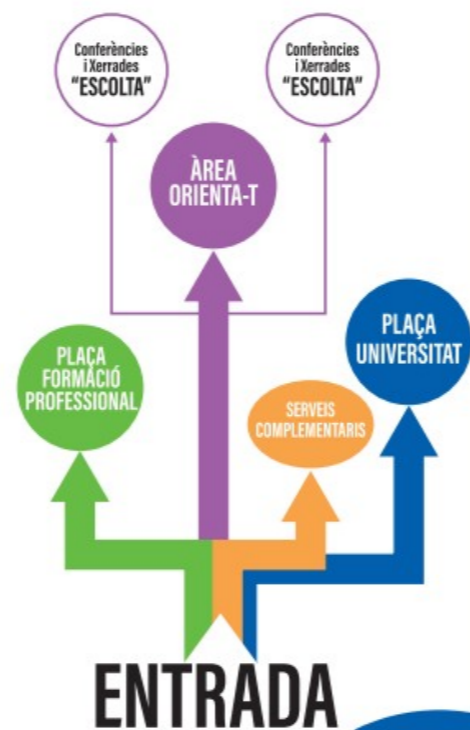 Conferències
i Xerrades
"ESCOLTA"
Conferències
i Xerrades
"ESCOLTA"
ÀREA
ORIENTA-T
PLAÇA
UNIVERSITAT
PLAÇA
FORMACIÓ
PROFESSIONAL
SERVEIS
COMPLEMENTARIS
ENTRADA